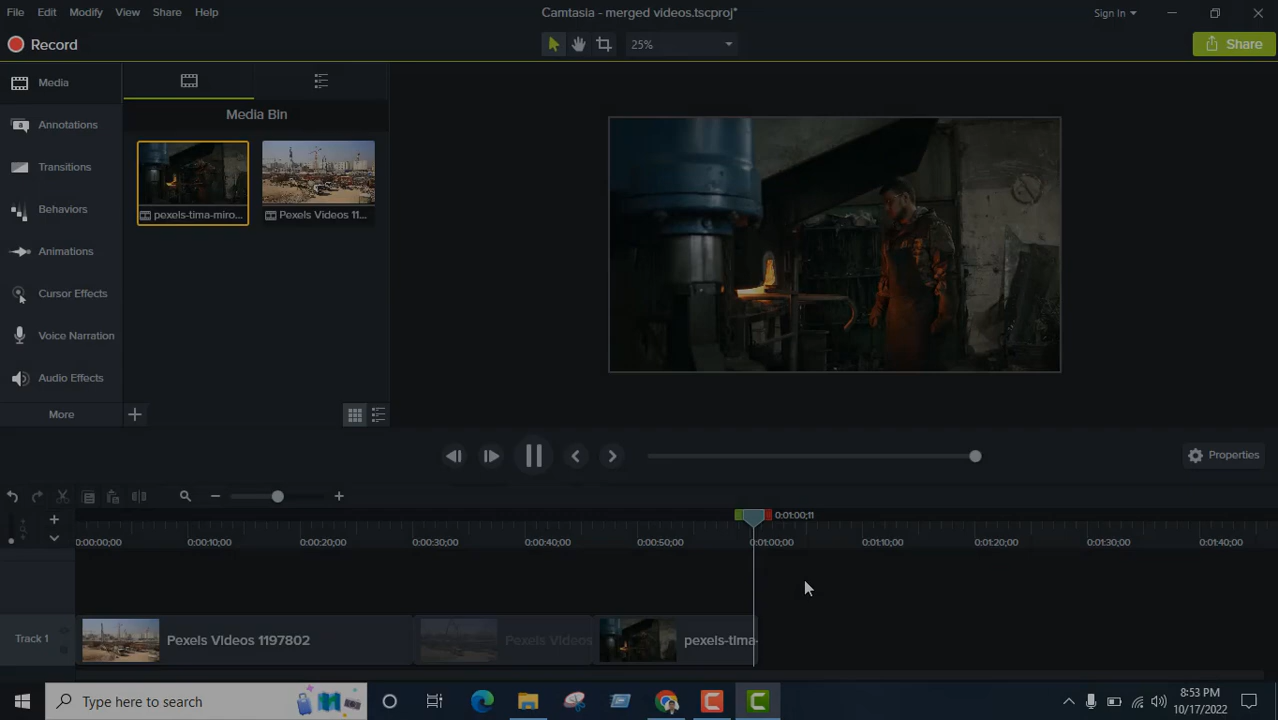 File Edit Modify View Share Help
Camtasia - merged videos.tscproj*
Sign In
Record
25%
Share
Media
Annotations
Transitions
Behaviors
Animations
Cursor Effects
Voice Narration
Audio Effects
More
Media Bin
pexels-tima-miro...
Pexels Videos 11...
Properties
0:01:00;11
0:00:00;00 0:00:10;00 0:00:20;00 0:00:30;00 0:00:40;00 0:00:50;00 0:01:00;00 0:01:10;00 0:01:20;00 0:01:30;00 0:01:40;00
Track 1
Pexels Videos 1197802
Pexels Videos
pexels-tima-
Type here to search
8:53 PM
10/17/2022